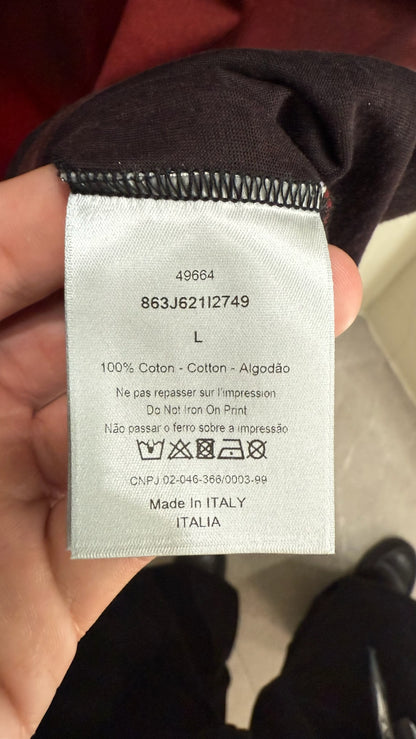 49664
863J621I2749
L
100% Coton - Cotton - Algodão
Ne pas repasser sur l'impression
Do Not Iron On Print
Não passar o ferro sobre a impressão
CNPJ 02-046-366/0003-99
Made In ITALY
ITALIA